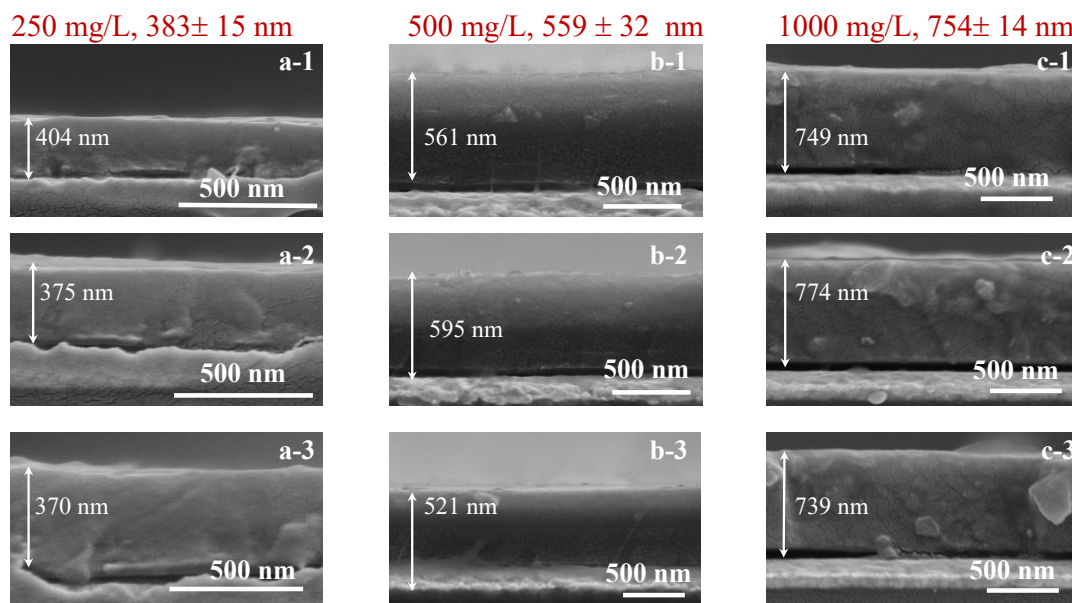 250 mg/L, 383± 15 nm
500 mg/L, 559 ± 32 nm
1000 mg/L, 754± 14 nm
a-1
404 nm
500 nm
b-1
561 nm
500 nm
c-1
749 nm
500 nm
a-2
375 nm
500 nm
b-2
595 nm
500 nm
c-2
774 nm
500 nm
a-3
370 nm
500 nm
b-3
521 nm
500 nm
c-3
739 nm
500 nm